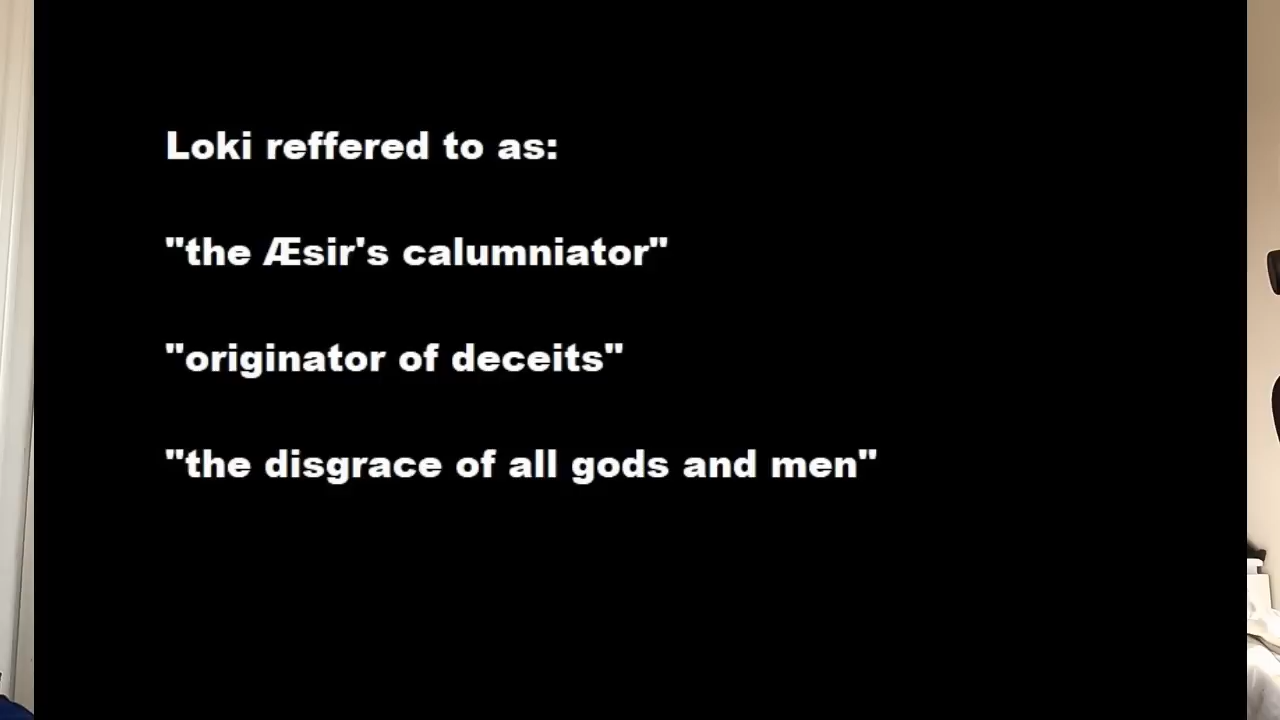 Loki reffered to as:
"the Æsir's calumniator"
"originator of deceits"
"the disgrace of all gods and men"